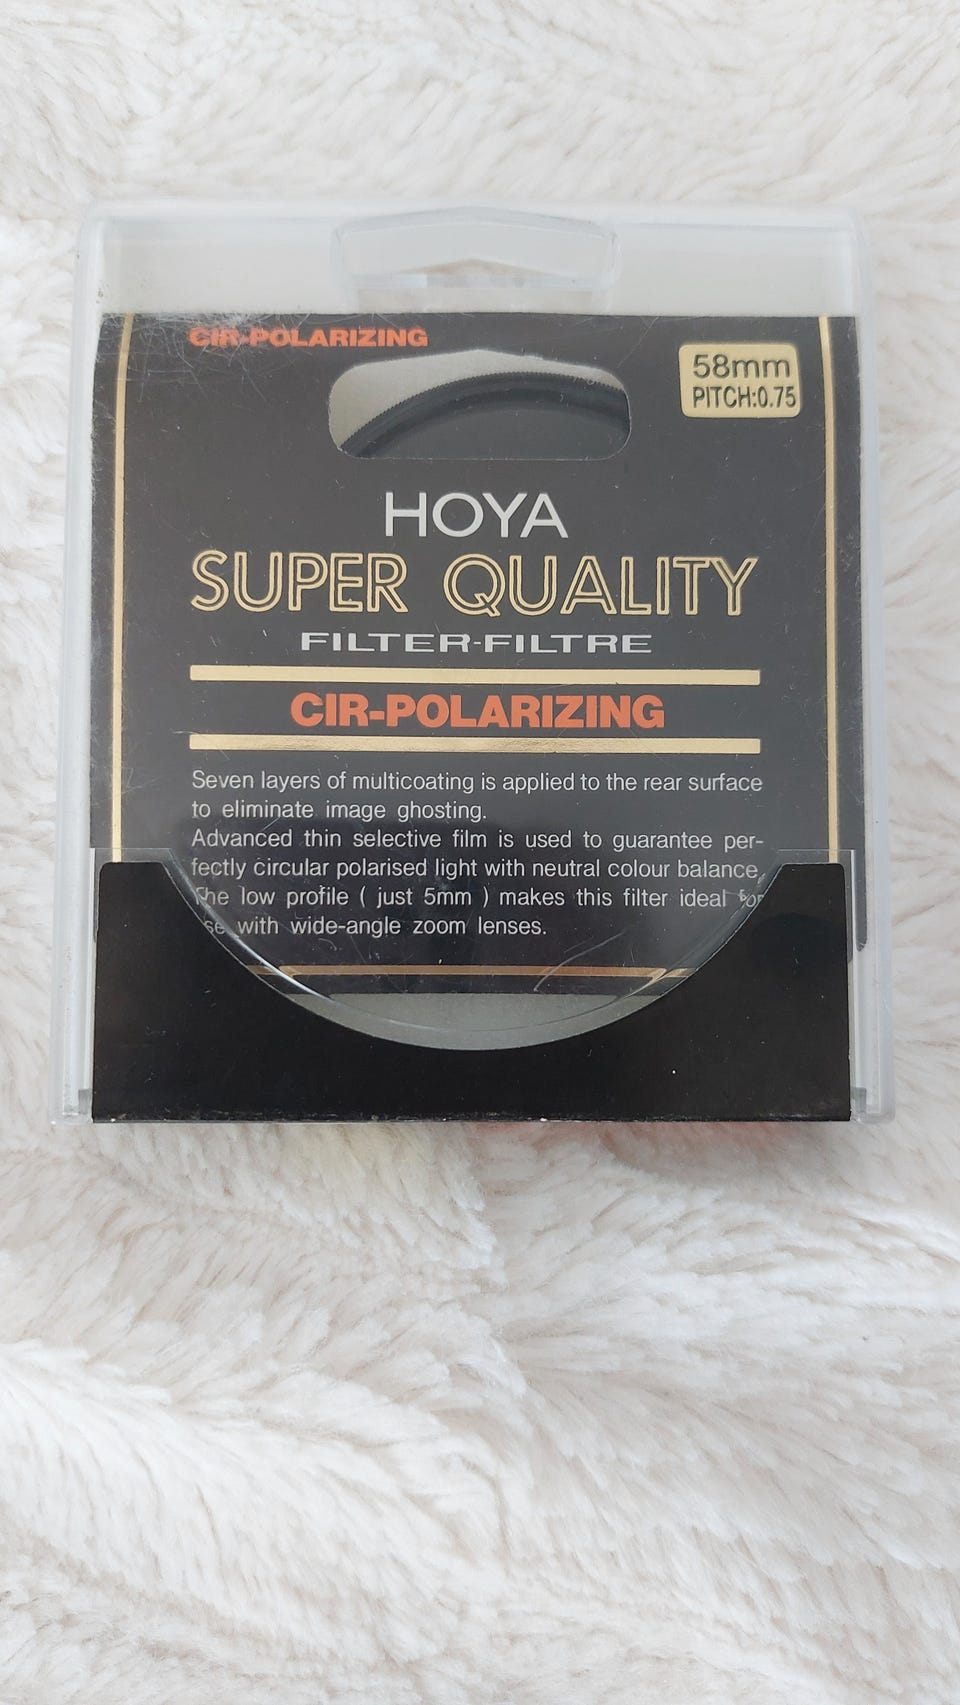 CIR-POLARIZING
58mm
PITCH:0.75
HOYA
SUPER QUALITY
FILTER-FILTRE
CIR-POLARIZING
Seven layers of multicoating is applied to the rear surface
to eliminate image ghosting.
Advanced thin selective film is used to guarantee per-
fectly circular polarised light with neutral colour balance.
The low profile ( just 5mm ) makes this filter ideal for
use with wide-angle zoom lenses.